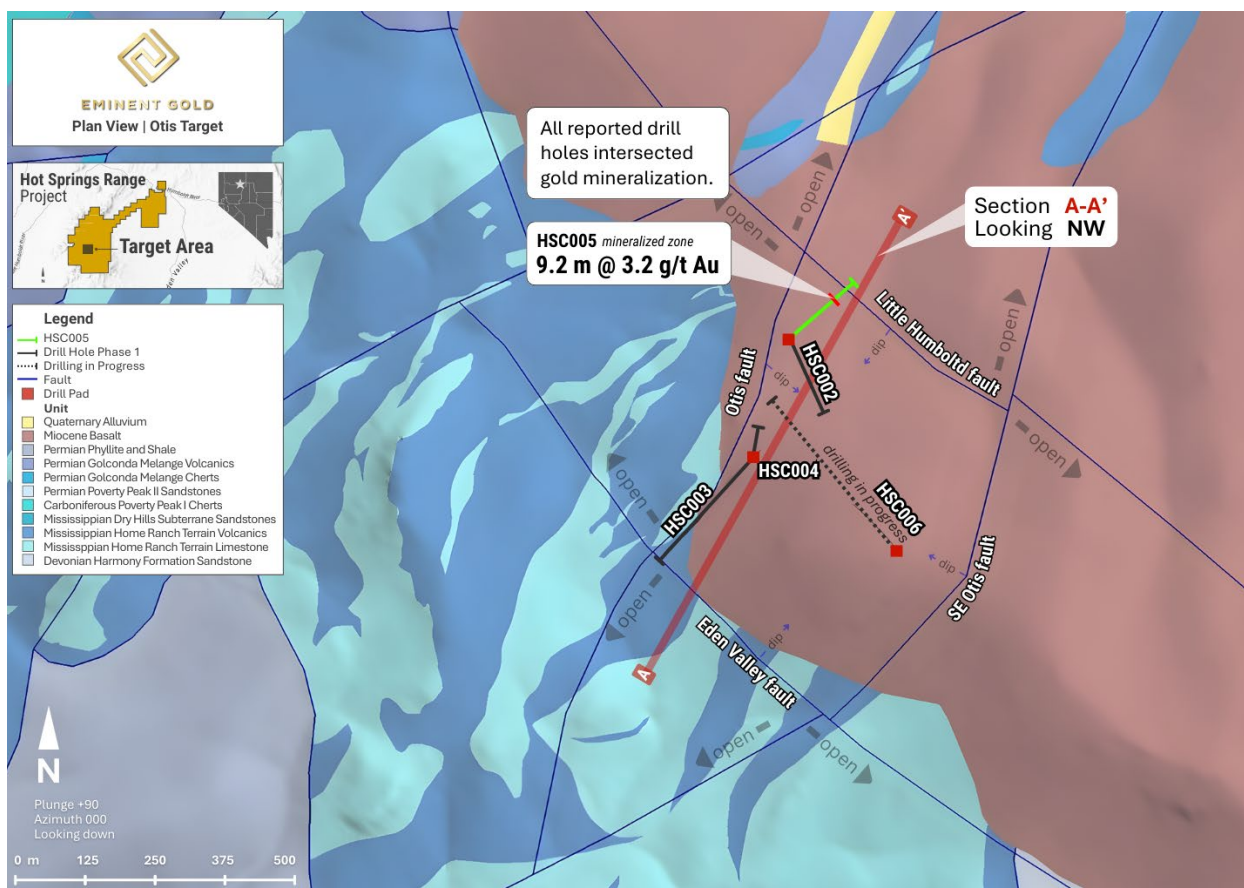 EMINENT GOLD
Plan View | Otis Target
Hot Springs Range
Project
Target Area
Legend
HSC005
Drill Hole Phase 1
Drilling in Progress
Fault
Drill Pad
Unit
Quaternary Alluvium
Miocene Basalt
Permian Phyllite and Shale
Permian Golconda Melange Volcanics
Permian Golconda Melange Cherts
Permian Poverty Peak II Sandstones
Carboniferous Poverty Peak I Cherts
Mississippian Dry Hills Subterrane Sandstones
Mississippian Home Ranch Terrain Volcanics
Mississppian Home Ranch Terrain Limestone
Devonian Harmony Formation Sandstone
N
Plunge +90
Azimuth 000
Looking down
0 m 125 250 375 500
All reported drill
holes intersected
gold mineralization.
HSC005 mineralized zone
9.2 m @ 3.2 g/t Au
Section A-A'
Looking NW
open
open
open
open
open
open
open
open
open
A'
A
Little Humboltd fault
Otis fault
SE Otis fault
Eden Valley fault
dip
dip
dip
dip
HSC002
HSC004
HSC003
HSC006
drilling in progress